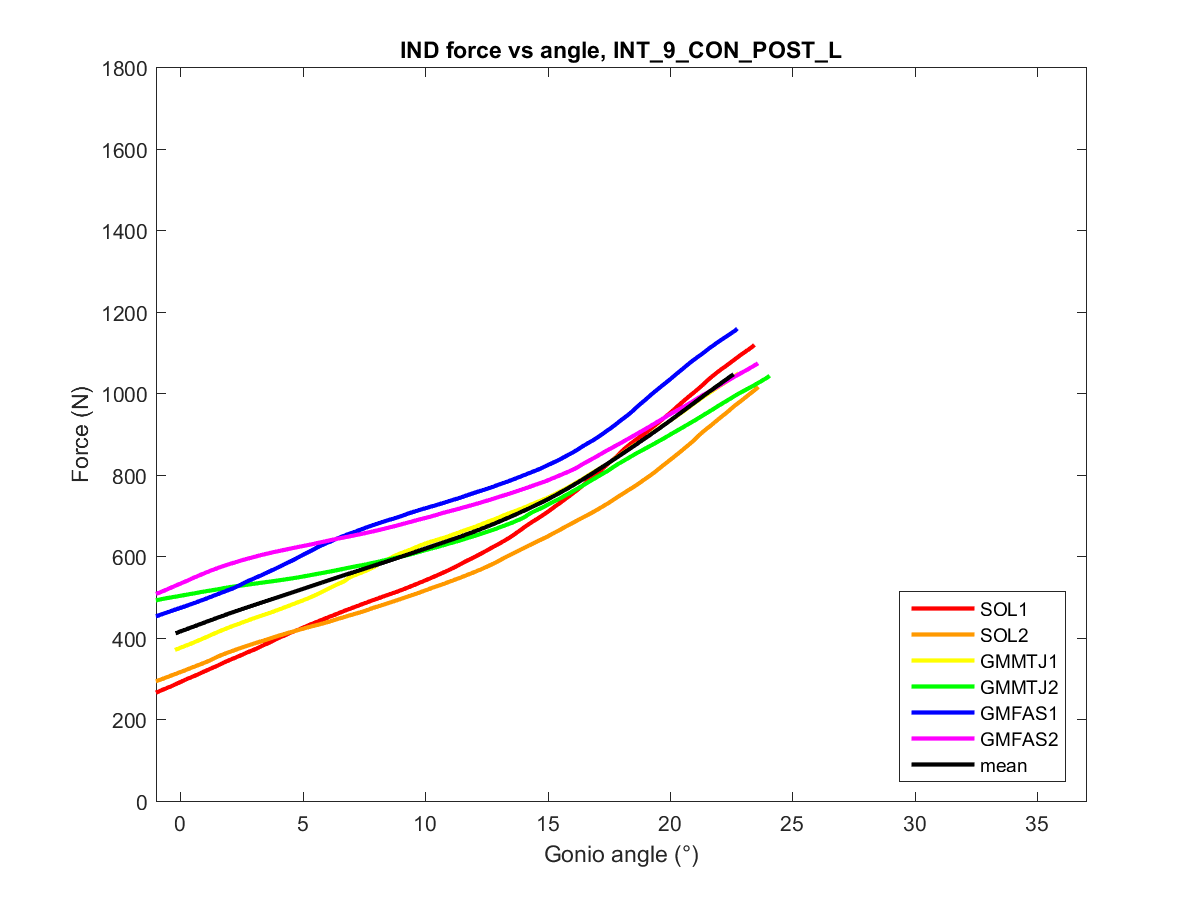 IND force vs angle, INT_9_CON_POST_L
1800
1600
1400
1200
1000
800
600
400
200
0
Force (N)
0 5 10 15 20 25 30 35
Gonio angle (°)
SOL1
SOL2
GMMTJ1
GMMTJ2
GMFAS1
GMFAS2
mean